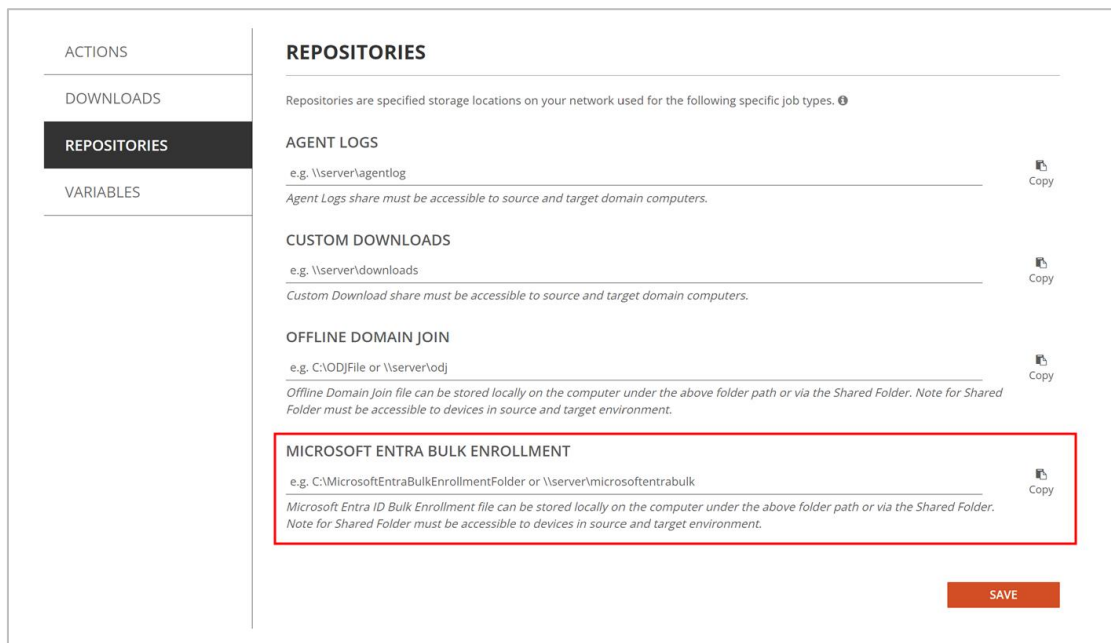 ACTIONS
DOWNLOADS
REPOSITORIES
VARIABLES
REPOSITORIES
Repositories are specified storage locations on your network used for the following specific job types.
AGENT LOGS
e.g. \\server\agentlog
Copy
Agent Logs share must be accessible to source and target domain computers.
CUSTOM DOWNLOADS
e.g. \\server\downloads
Copy
Custom Download share must be accessible to source and target domain computers.
OFFLINE DOMAIN JOIN
e.g. C:\ODJFile or \\server\odj
Copy
Offline Domain Join file can be stored locally on the computer under the above folder path or via the Shared Folder. Note for Shared
Folder must be accessible to devices in source and target environment.
MICROSOFT ENTRA BULK ENROLLMENT
e.g. C:\MicrosoftEntraBulkEnrollmentFolder or \\server\microsoftentrabulk
Copy
Microsoft Entra ID Bulk Enrollment file can be stored locally on the computer under the above folder path or via the Shared Folder.
Note for Shared Folder must be accessible to devices in source and target environment.
SAVE